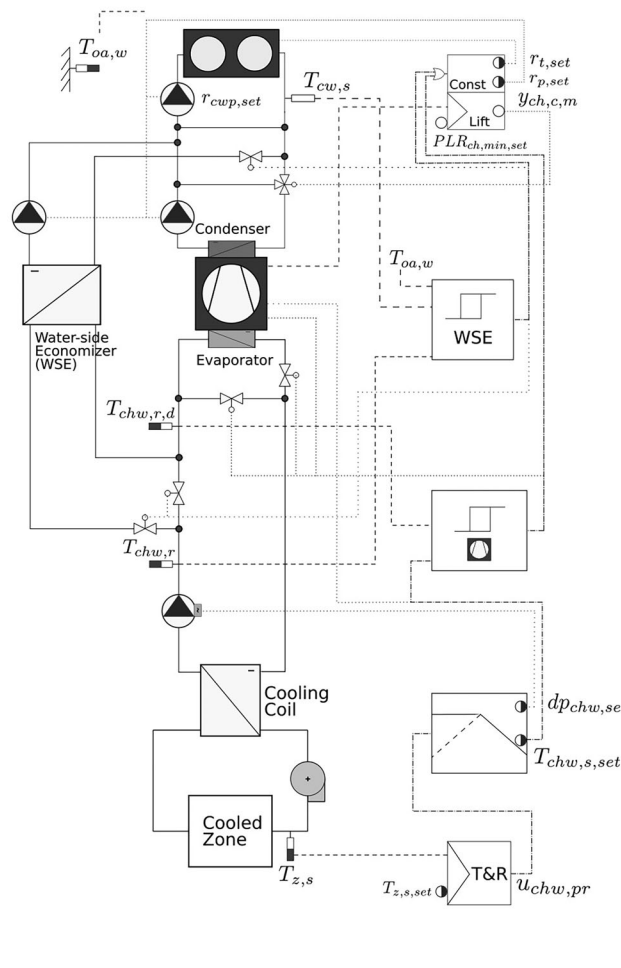 T_{oa,w}
r_{t,set}
Const
r_{p,set}
T_{cw,s}
r_{cwp,set}
y_{ch,c,m}
Lift
PLR_{ch,min,set}
Condenser
T_{oa,w}
WSE
Water-side
Economizer
(WSE)
Evaporator
T_{chw,r,d}
T_{chw,r}
Cooling
Coil
dp_{chw,se}
T_{chw,s,set}
Cooled
Zone
T_{z,s}
T&R
T_{z,s,set}
u_{chw,pr}